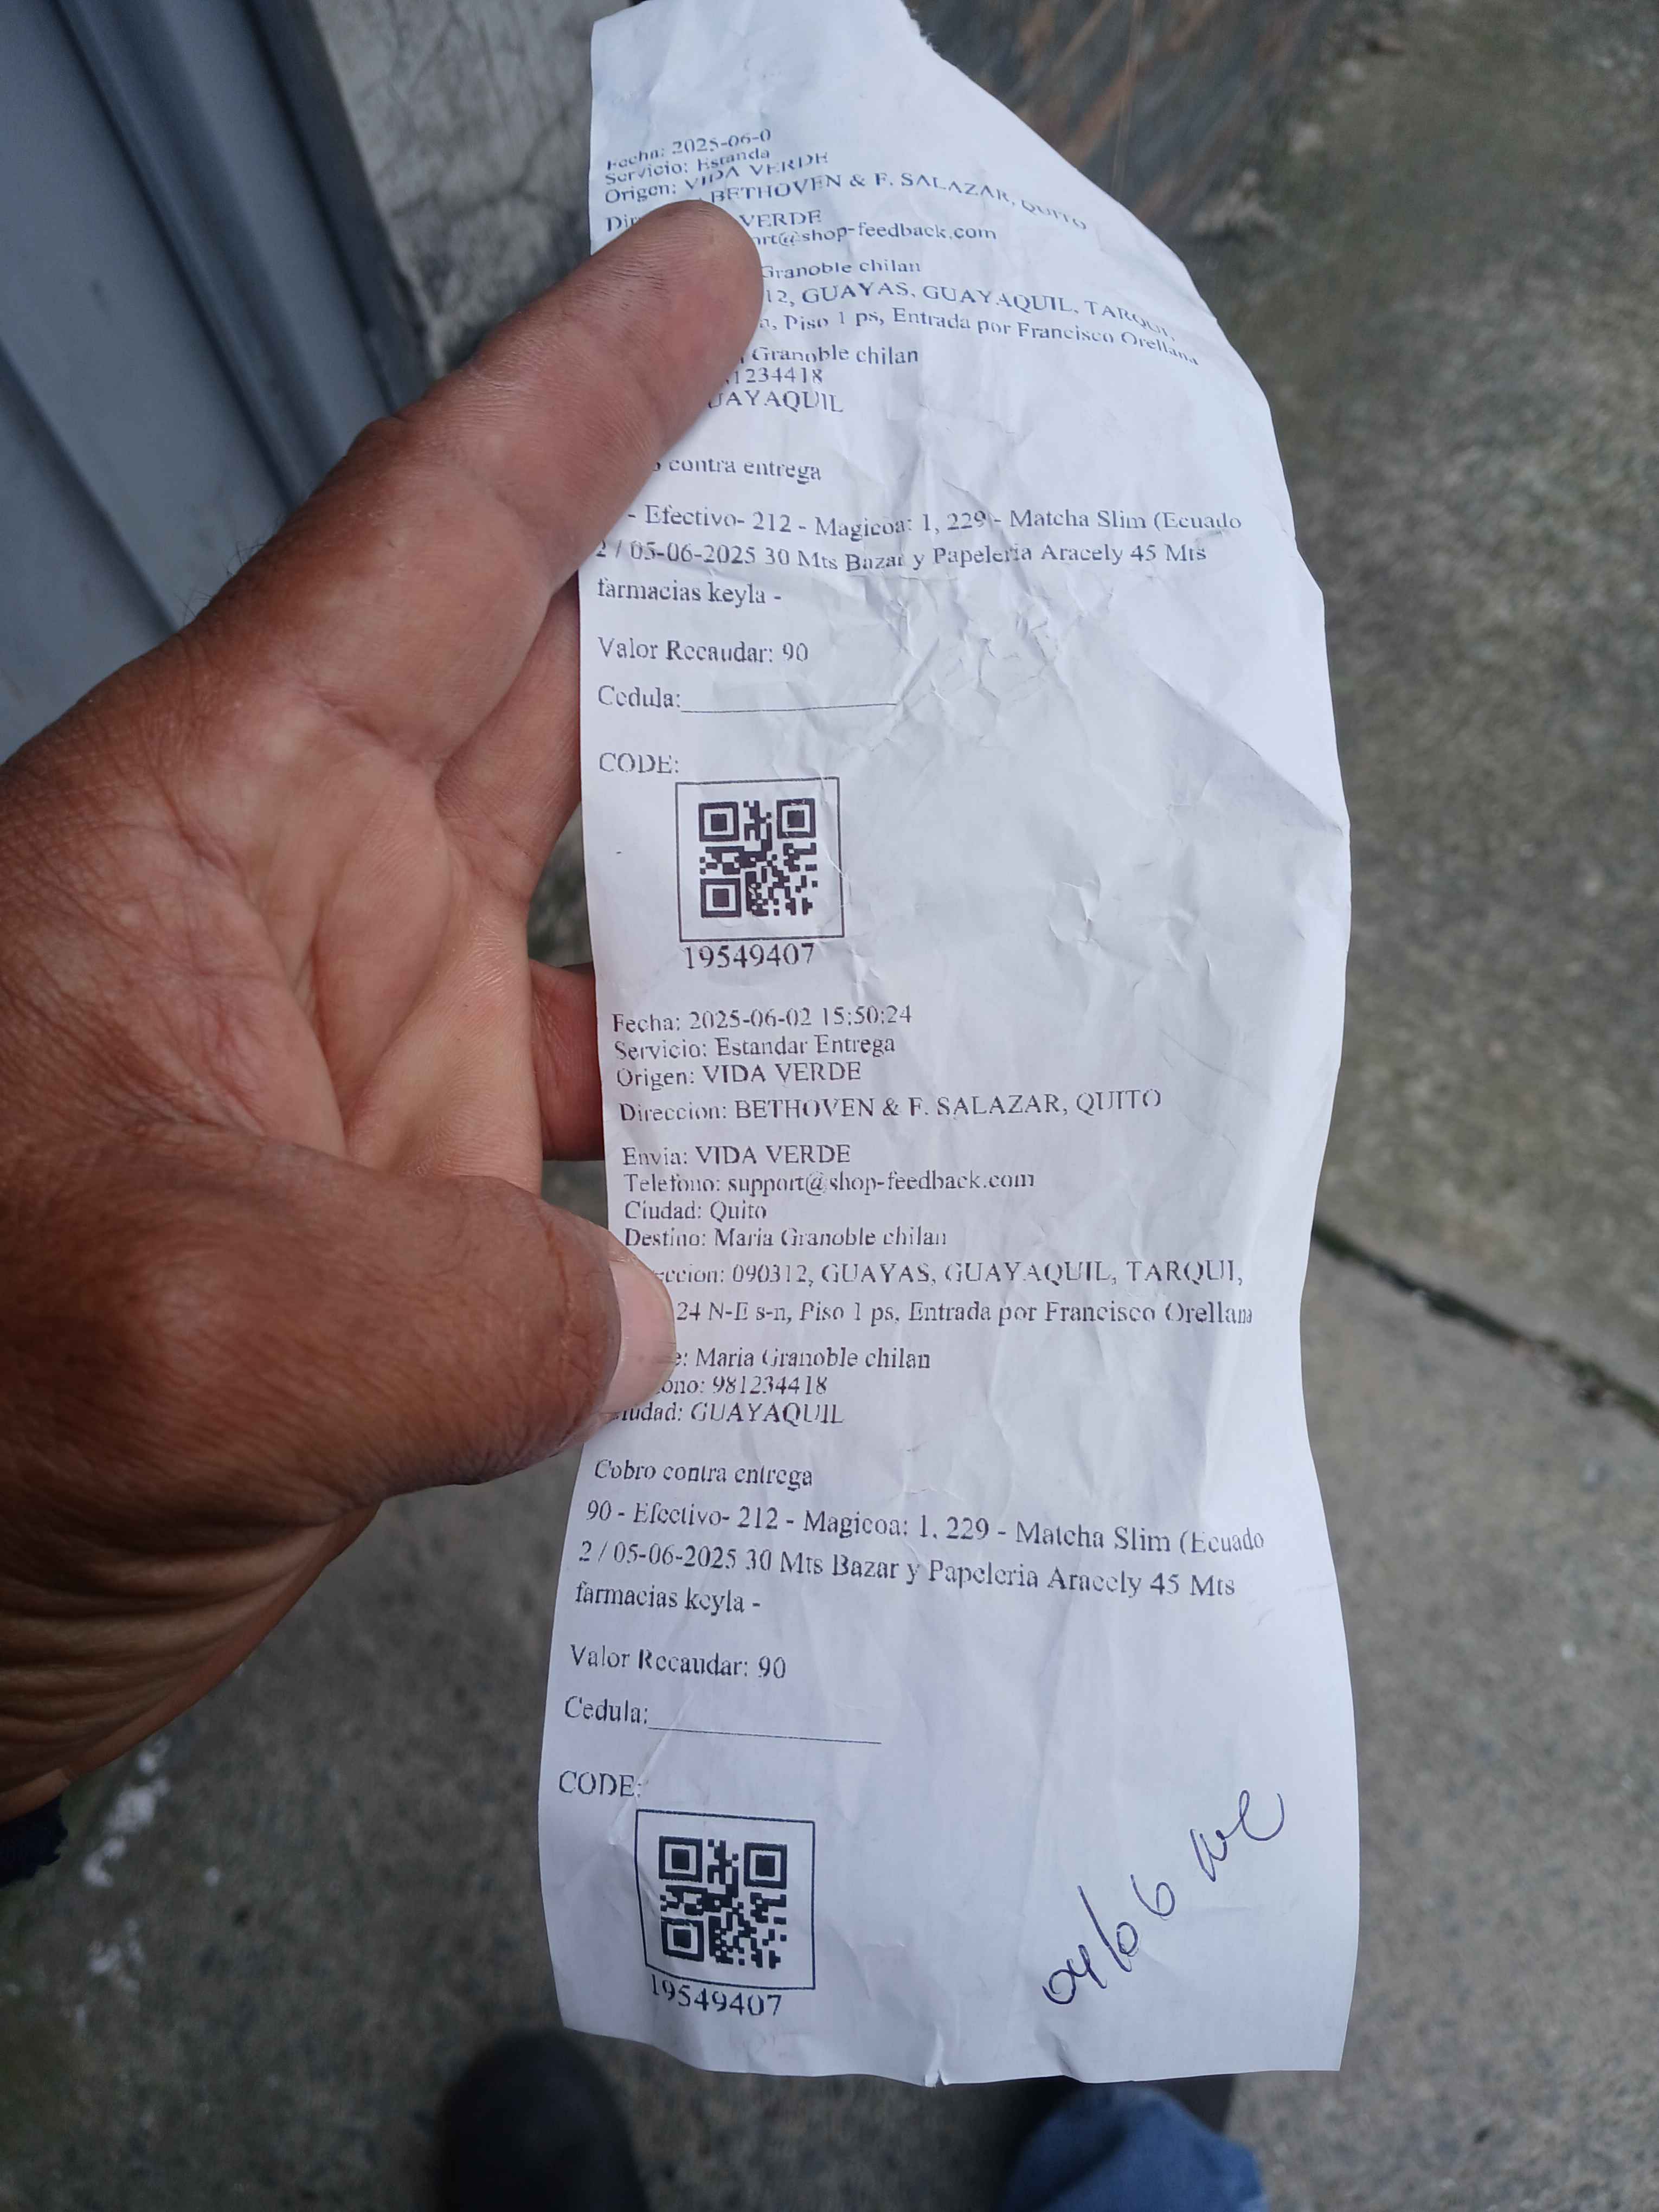 Fecha: 2025-06-0
Servicio: Estanda
Origen: VIDA VERDE
BETHOVEN & F. SALAZAR, QUITO
VERDE
ort@shop-feedback.com
Granoble chilan
12, GUAYAS, GUAYAQUIL, TARQUI,
n, Piso 1 ps, Entrada por Francisco Orellana
Granoble chilan
1234418
UAYAQUIL
contra entrega
- Efectivo- 212 - Magicoa: 1, 229 - Matcha Slim (Ecuado
2 / 05-06-2025 30 Mts Bazar y Papeleria Aracely 45 Mts
farmacias keyla -
Valor Recaudar: 90
Cedula:
CODE:
19549407
Fecha: 2025-06-02 15:50:24
Servicio: Estandar Entrega
Origen: VIDA VERDE
Direccion: BETHOVEN & F. SALAZAR, QUITO
Envia: VIDA VERDE
Telefono: support@shop-feedback.com
Ciudad: Quito
Destino: Maria Granoble chilan
eccion: 090312, GUAYAS, GUAYAQUIL, TARQUI,
24 N-E s-n, Piso 1 ps, Entrada por Francisco Orellana
e: Maria Granoble chilan
ono: 981234418
iudad: GUAYAQUIL
Cobro contra entrega
90 - Efectivo- 212 - Magicoa: 1, 229 - Matcha Slim (Ecuado
2 / 05-06-2025 30 Mts Bazar y Papeleria Aracely 45 Mts
farmacias keyla -
Valor Recaudar: 90
Cedula:
CODE:
19549407
04/06